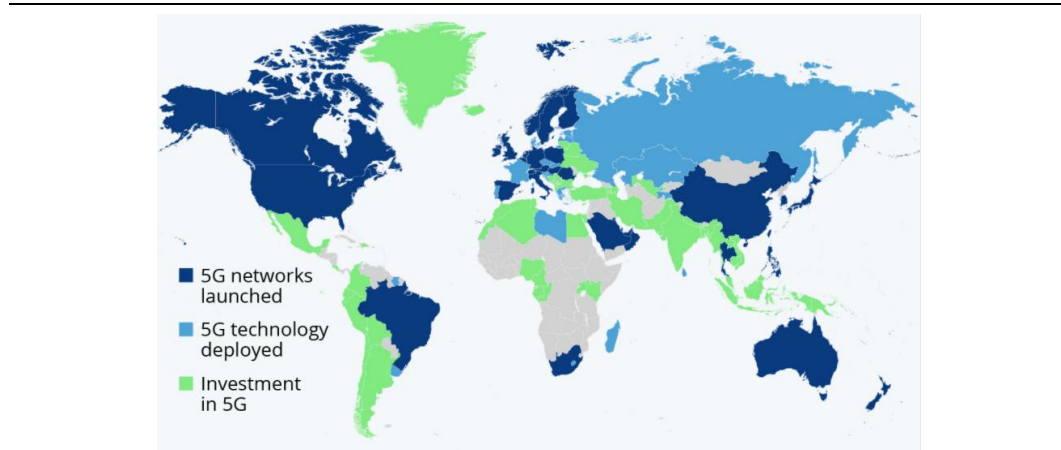 5G networks
launched
5G technology
deployed
Investment
in 5G